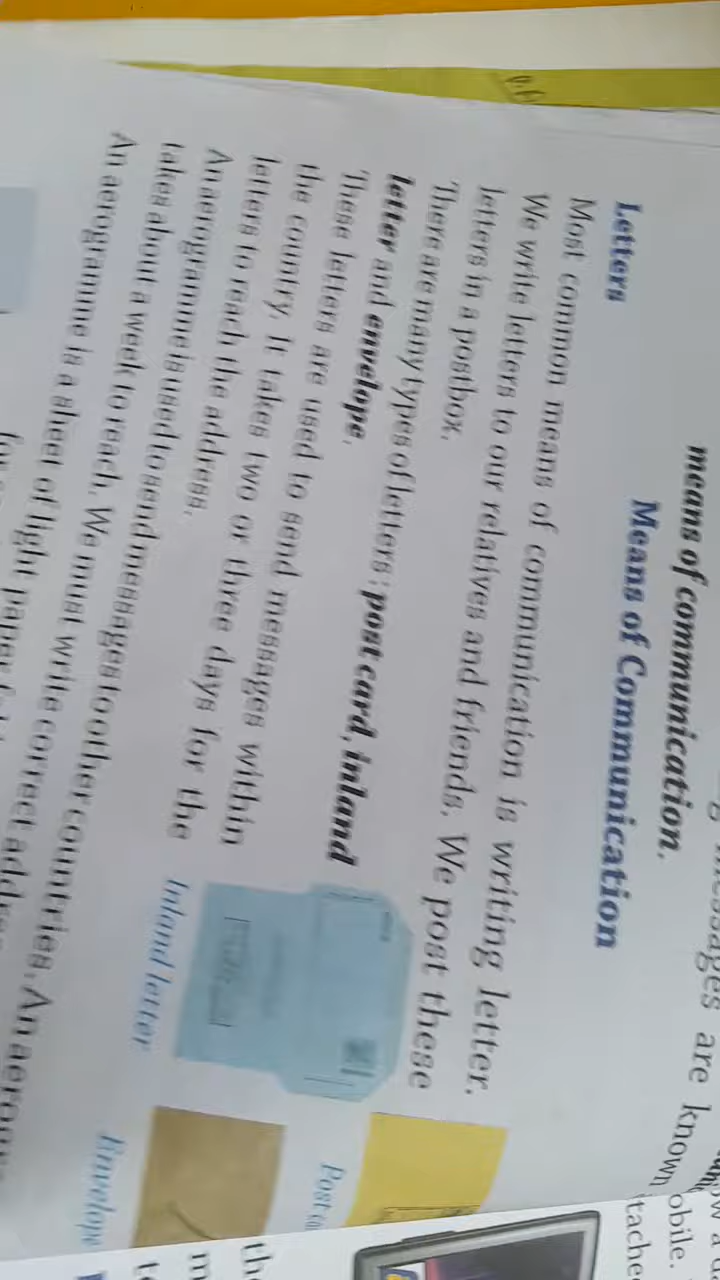 messages are known
means of communication.
Means of Communication
Letters
Most common means of communication is writing letter.
We write letters to our relatives and friends. We post these
letters in a postbox.
There are many types of letters : post card, inland
letter and envelope.
These letters are used to send messages within
the country. It takes two or three days for the
letters to reach the address.
An aerogramme is used to send messages to other countries. An
takes about a week to reach. We must write correct
An aerogramme is a sheet of light paper
Inland letter
Post
Envelope